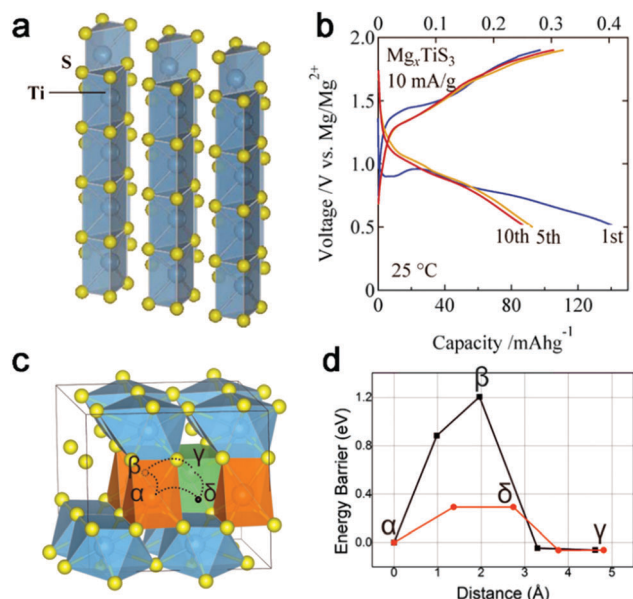 a
S
Ti
b
0 0.1 0.2 0.3 0.4
2.0
MgxTiS3
10 mA/g
1.5
1.0
0.5
0
10th 5th 1st
25 °C
0 40 80 120
Voltage /V vs. Mg/Mg2+
Capacity /mAhg-1
c
β
γ
α
δ
d
β
1.2
0.8
0.4
δ
α
γ
0.0
0 1 2 3 4 5
Energy Barrier (eV)
Distance (Å)